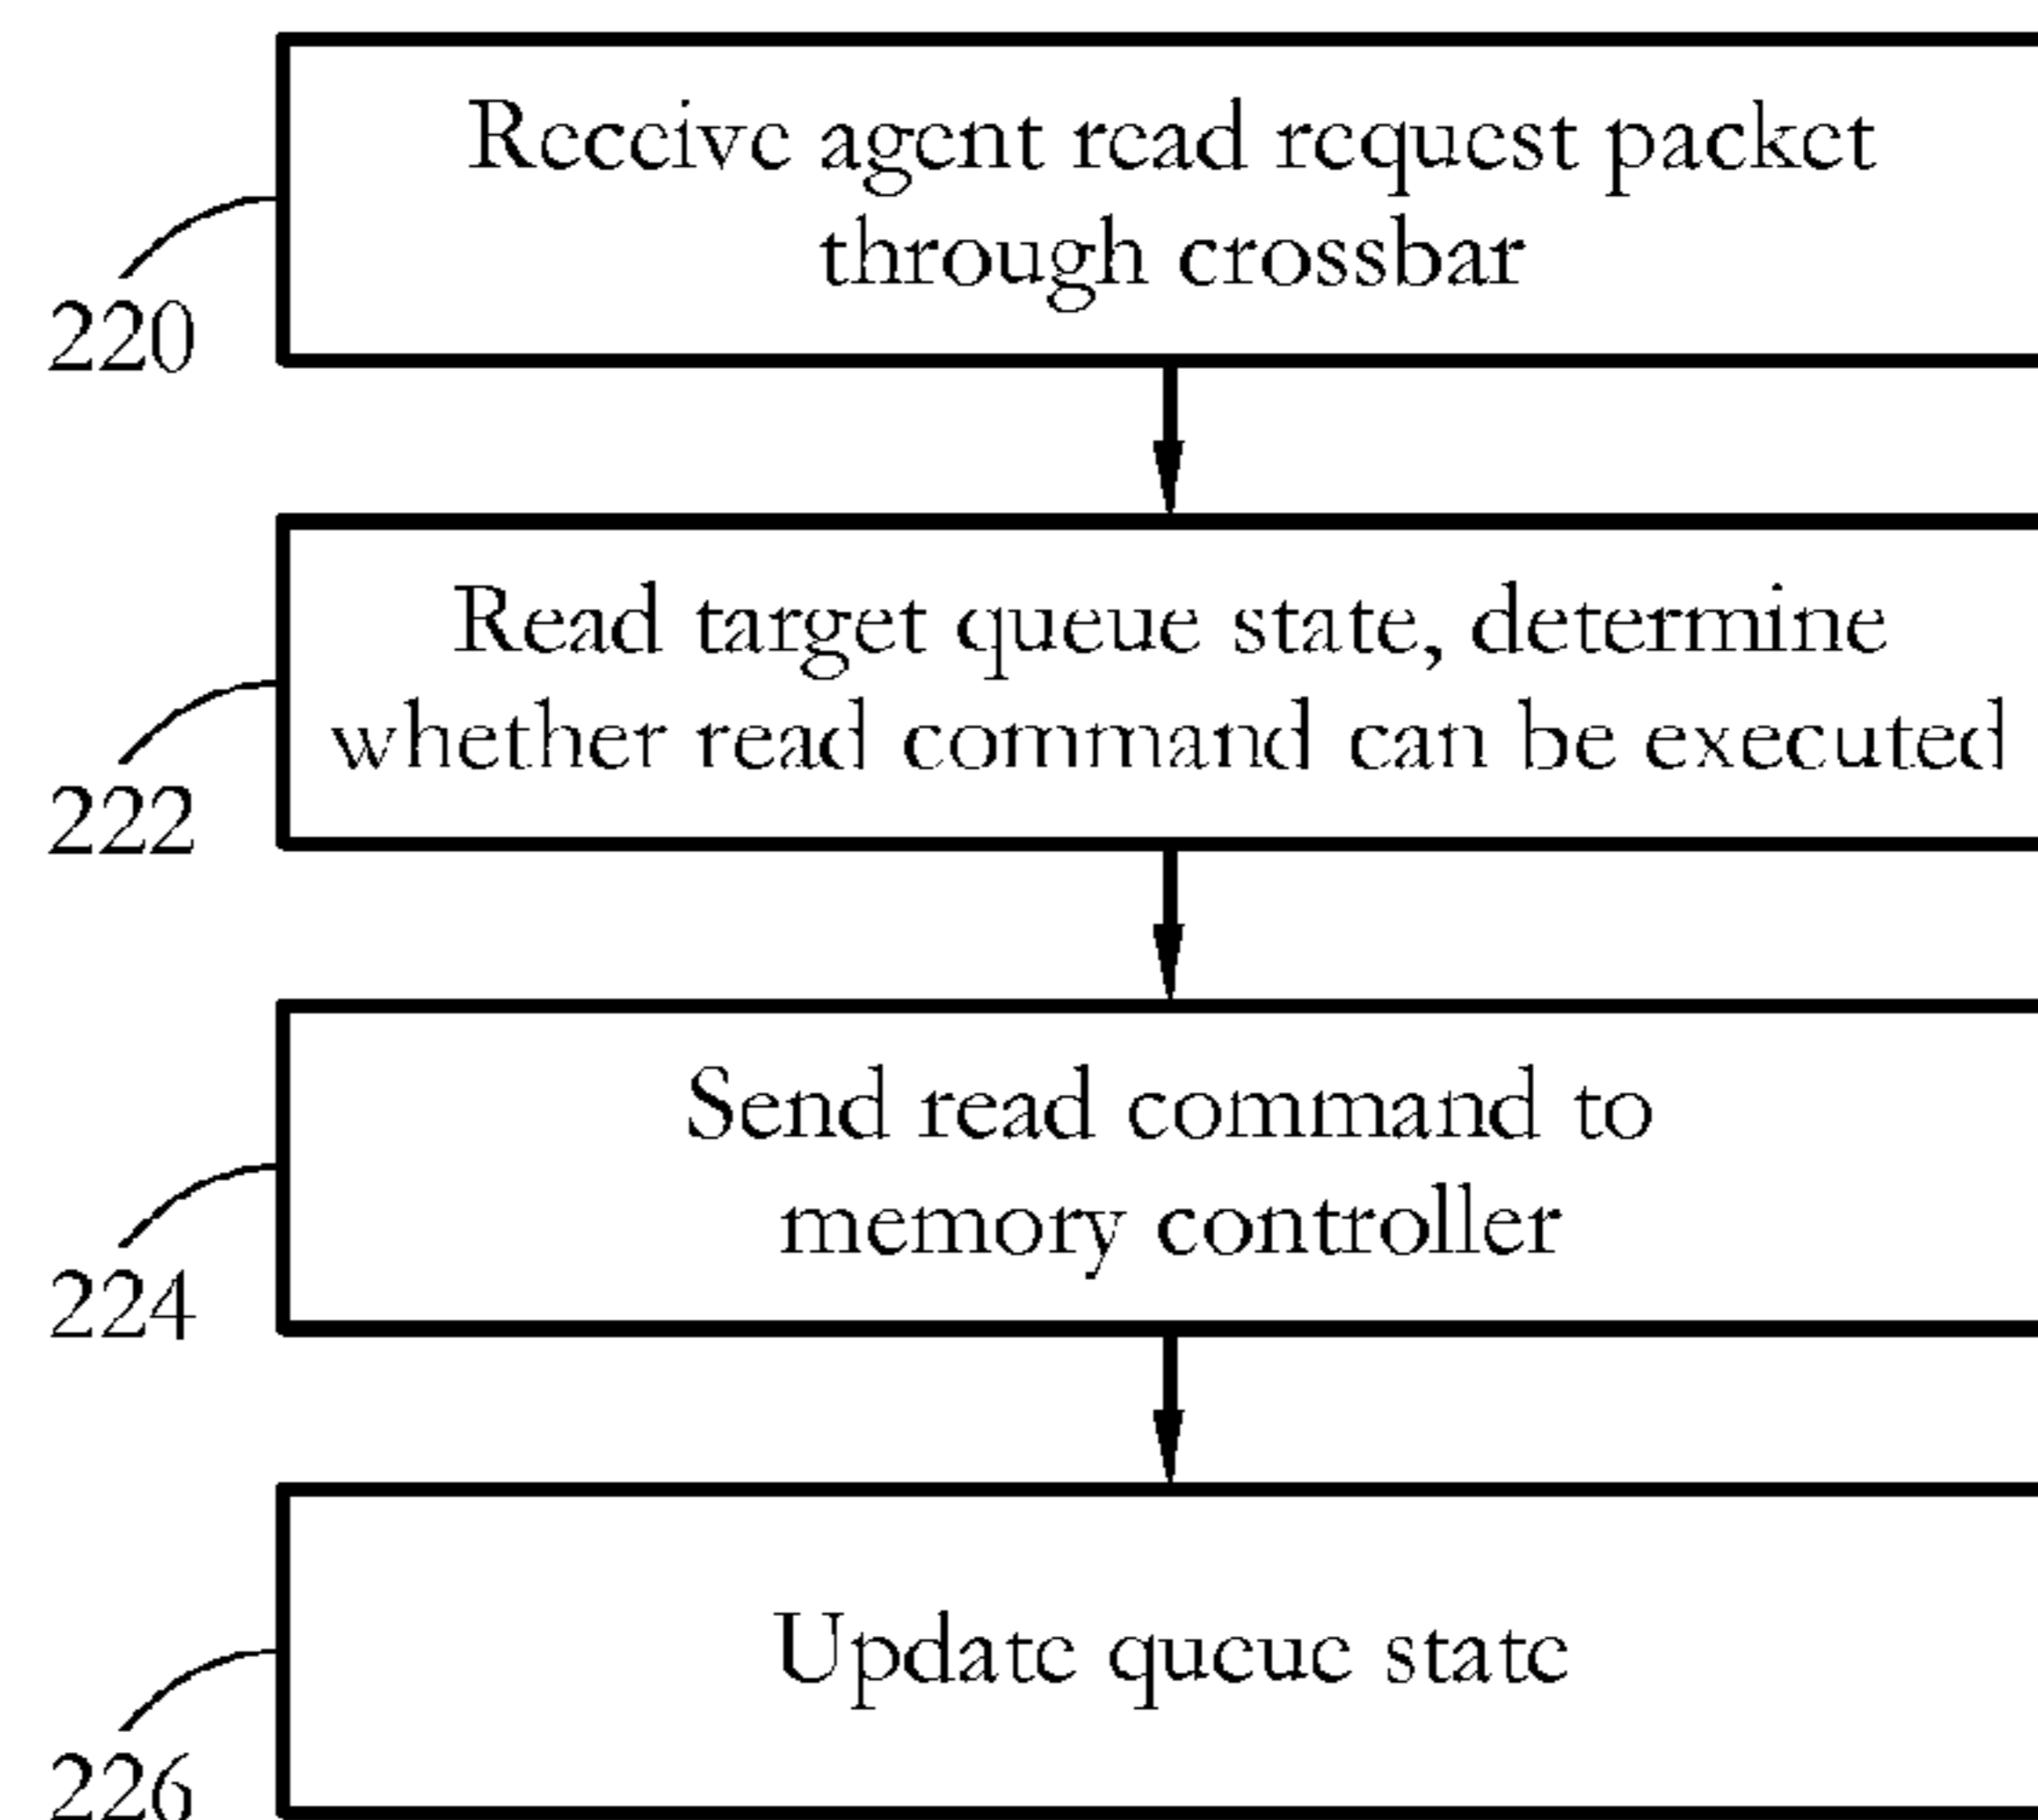 Receive agent read request packet
through crossbar
220
Read target queue state, determine
whether read command can be executed
222
Send read command to
memory controller
224
Update queue state
226